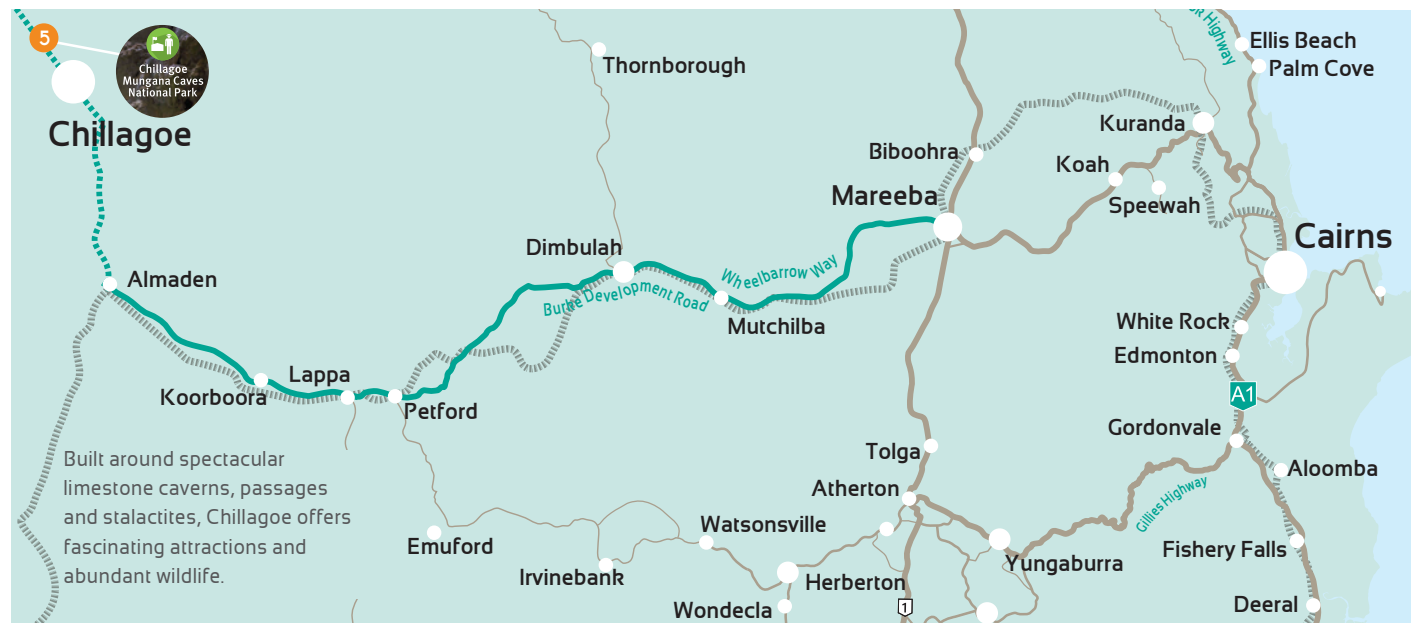 5
Chillagoe
Mungana Caves
National Park
Chillagoe
Thornborough
Highway
Ellis Beach
Palm Cove
Kuranda
Biboohra
Koah
Mareeba
Speewah
Cairns
Dimbulah
Wheelbarrow Way
Almaden
Burke Development Road
Mutchilba
White Rock
Edmonton
Lappa
Koorboora
Petford
A1
Gordonvale
Tolga
Aloomba
Atherton
Gillies Highway
Built around spectacular
limestone caverns, passages
and stalactites, Chillagoe offers
fascinating attractions and
abundant wildlife.
Watsonsville
Emuford
Fishery Falls
Yungaburra
Irvinebank
Herberton
Wondecla
1
Deeral